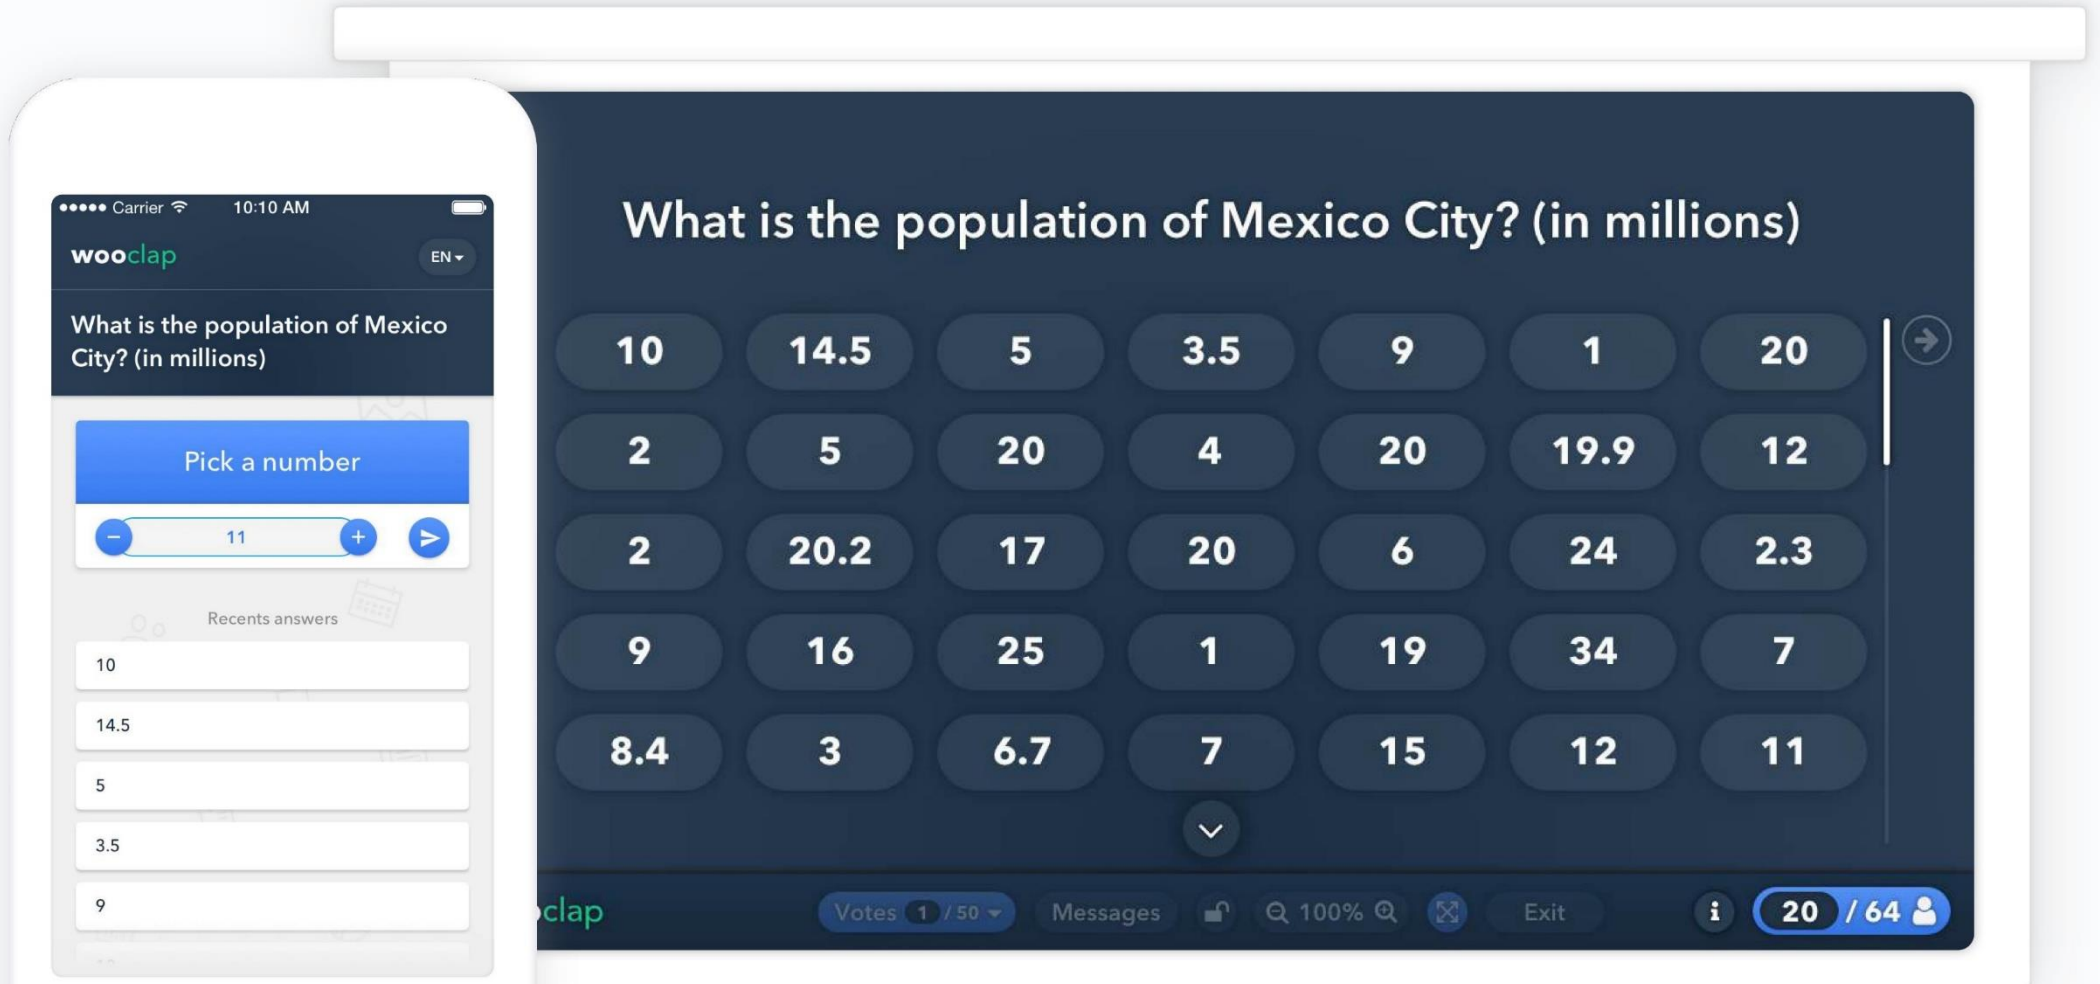 Carrier 10:10 AM
wooclap EN
What is the population of Mexico
City? (in millions)
Pick a number
11
Recents answers
10
14.5
5
3.5
9
What is the population of Mexico City? (in millions)
10 14.5 5 3.5 9 1 20
2 5 20 4 20 19.9 12
2 20.2 17 20 6 24 2.3
9 16 25 1 19 34 7
8.4 3 6.7 7 15 12 11
clap Votes 1 / 50 Messages 100% Exit i 20 / 64